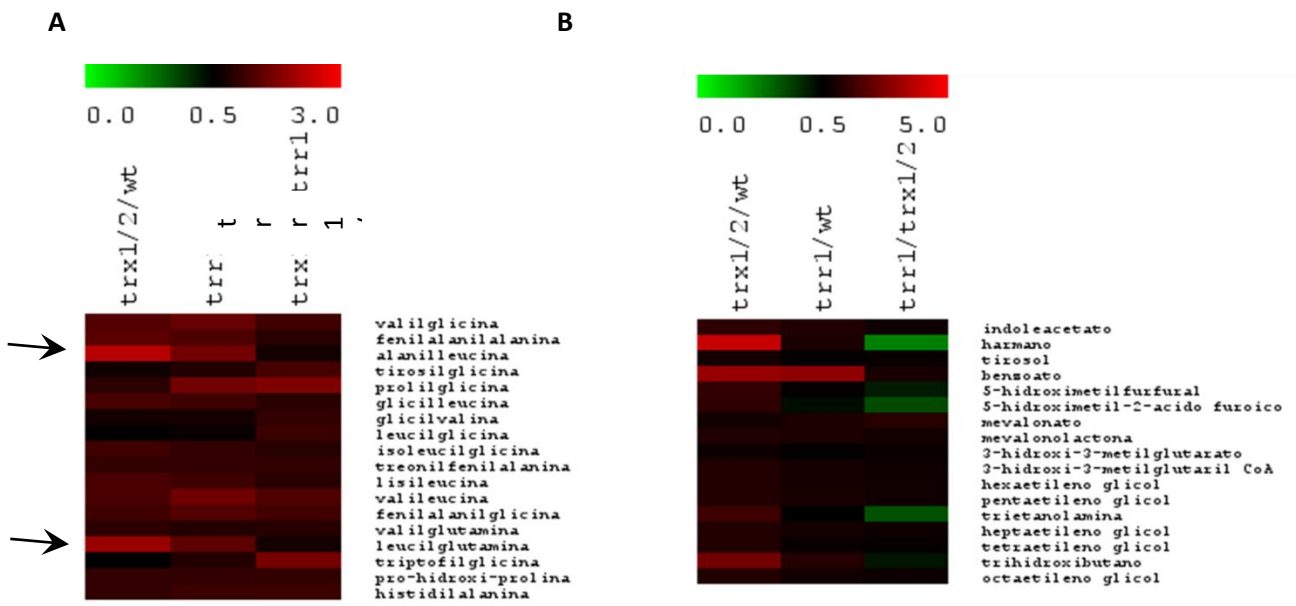 A
0.0 0.5 3.0
trx1/2/wt
trr
t r r 1
trx trr1
valilglicina
fenilalanilalanina
alanilleucina
tirosilglicina
prolilglicina
glicilleucina
glicilvalina
leucilglicina
isoleucilglicina
treonilfenilalanina
lisileucina
valileucina
fenilalanilglicina
valilglutamina
leucilglutamina
triptofilglicina
pro-hidroxi-prolina
histidilalanina
B
0.0 0.5 5.0
trx1/2/wt
trr1/wt
trr1/trx1/2
indoleacetato
harmano
tirosol
benzoato
5-hidroximetilfurfural
5-hidroximetil-2-acido furoico
mevalonato
mevalonolactona
3-hidroxi-3-metilglutarato
3-hidroxi-3-metilglutaril CoA
hexaetileno glicol
pentaetileno glicol
trietanolamina
heptaetileno glicol
tetraetileno glicol
trihidroxibutano
octaetileno glicol